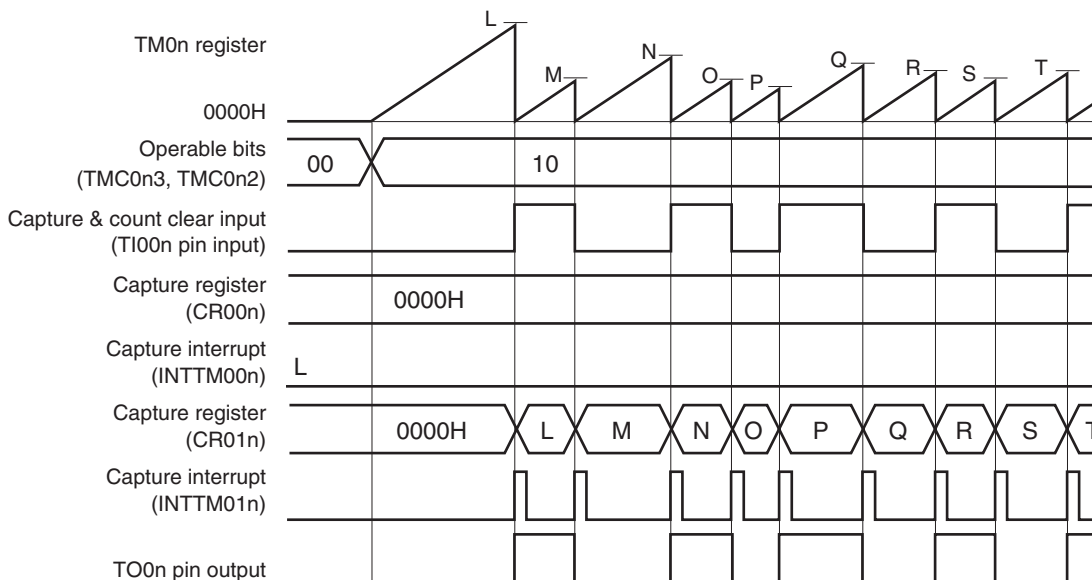 L
TM0n register
N
M
O
P
Q
R
S
T
0000H
Operable bits
(TMC0n3, TMC0n2)
00
10
Capture & count clear input
(TI00n pin input)
Capture register
(CR00n)
0000H
Capture interrupt
(INTTM00n)
L
Capture register
(CR01n)
0000H
L
M
N
O
P
Q
R
S
T
Capture interrupt
(INTTM01n)
TO0n pin output